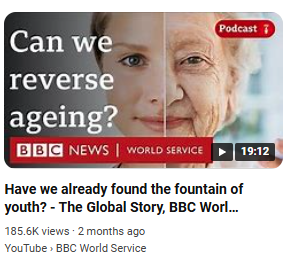 Podcast
Can we
reverse
ageing?
BBC NEWS | WORLD SERVICE
19:12
Have we already found the fountain of
youth? - The Global Story, BBC Worl...
185.6K views · 2 months ago
YouTube › BBC World Service